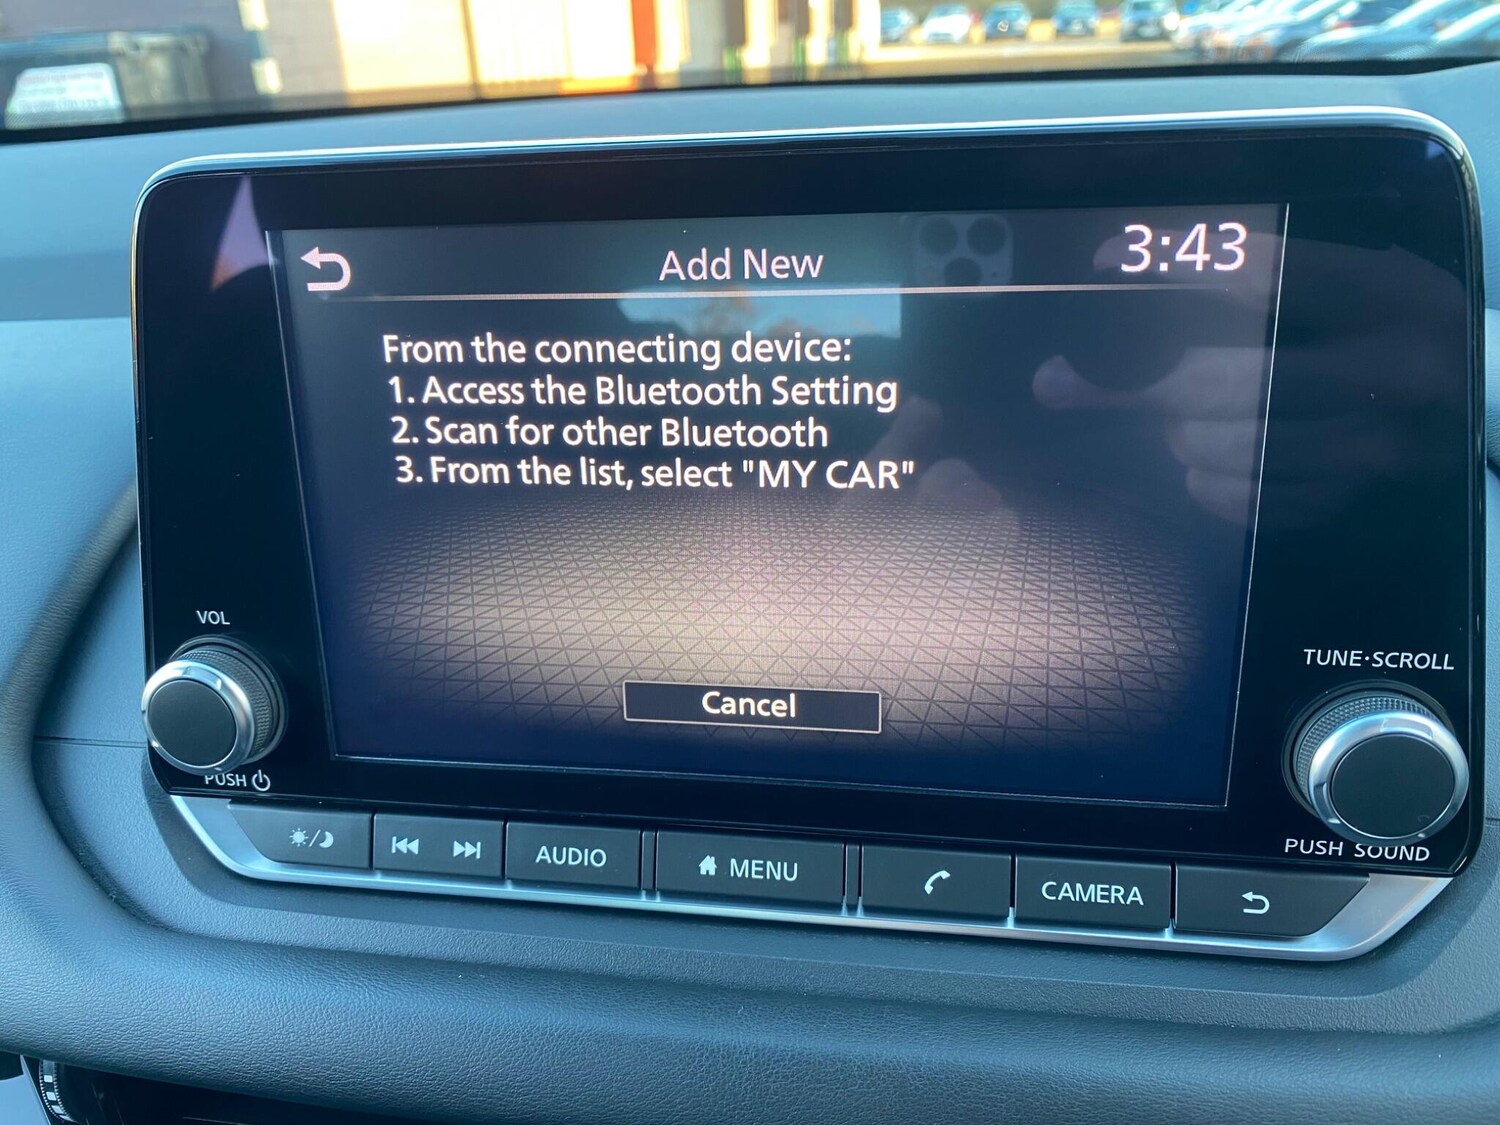 Add New
3:43
From the connecting device:
1. Access the Bluetooth Setting
2. Scan for other Bluetooth
3. From the list, select "MY CAR"
Cancel
VOL
PUSH
TUNE·SCROLL
PUSH SOUND
AUDIO
MENU
CAMERA